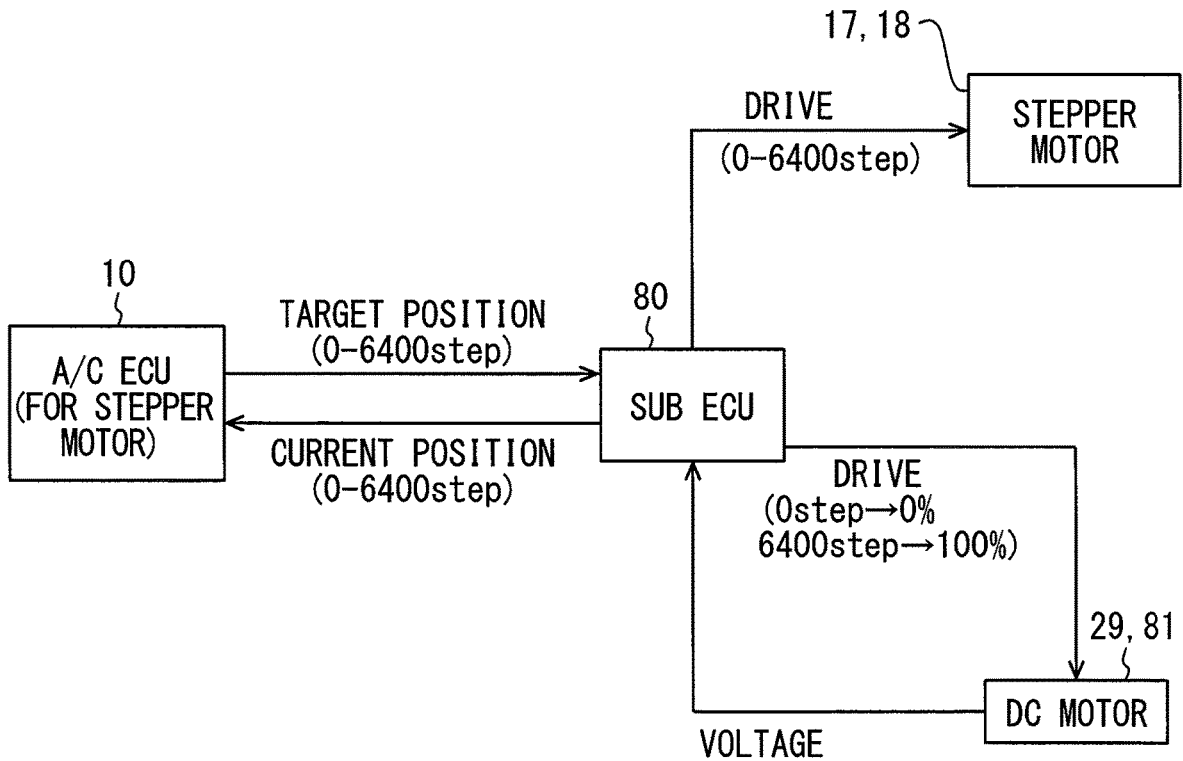 17, 18
DRIVE
(0-6400step)
STEPPER
MOTOR
10
A/C ECU
(FOR STEPPER
MOTOR)
TARGET POSITION
(0-6400step)
CURRENT POSITION
(0-6400step)
80
SUB ECU
DRIVE
(0step→0%
6400step→100%)
29, 81
DC MOTOR
VOLTAGE